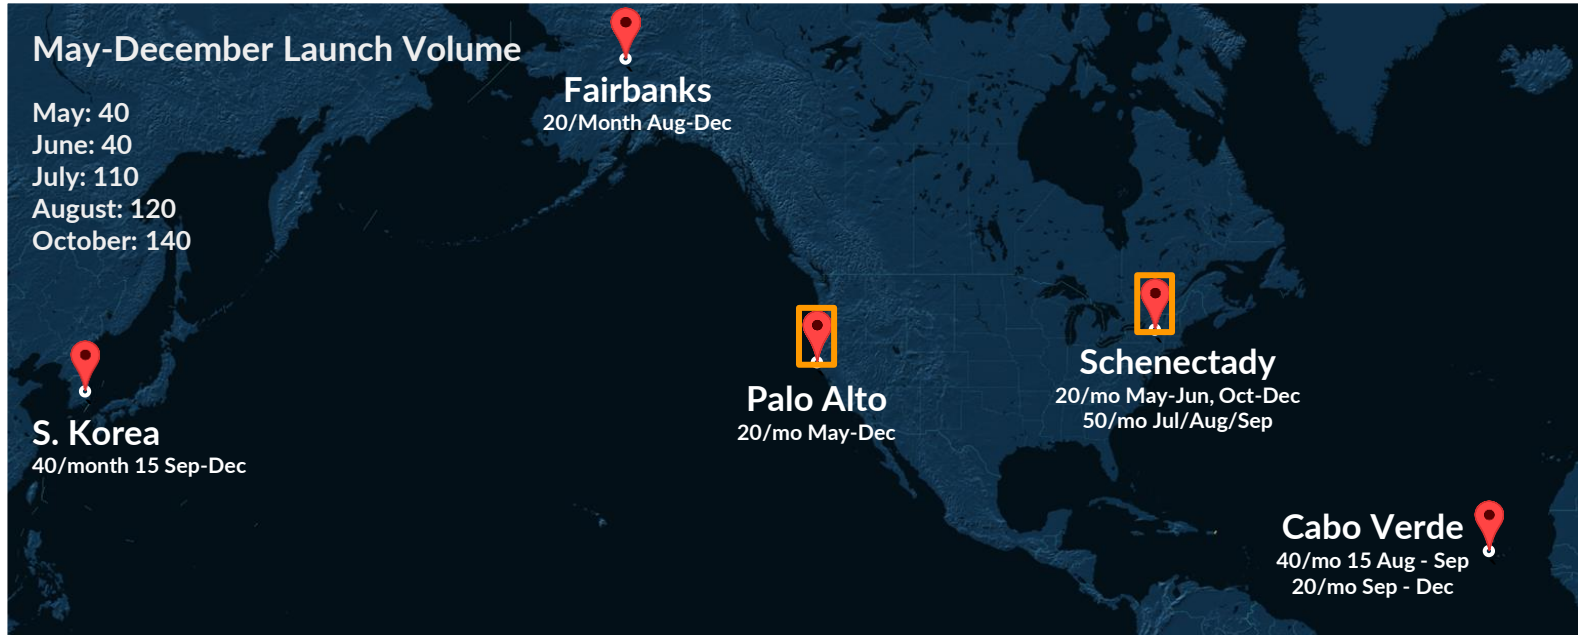 May-December Launch Volume
May: 40
June: 40
July: 110
August: 120
October: 140
Fairbanks
20/Month Aug-Dec
S. Korea
40/month 15 Sep-Dec
Palo Alto
20/mo May-Dec
Schenectady
20/mo May-Jun, Oct-Dec
50/mo Jul/Aug/Sep
Cabo Verde
40/mo 15 Aug - Sep
20/mo Sep - Dec